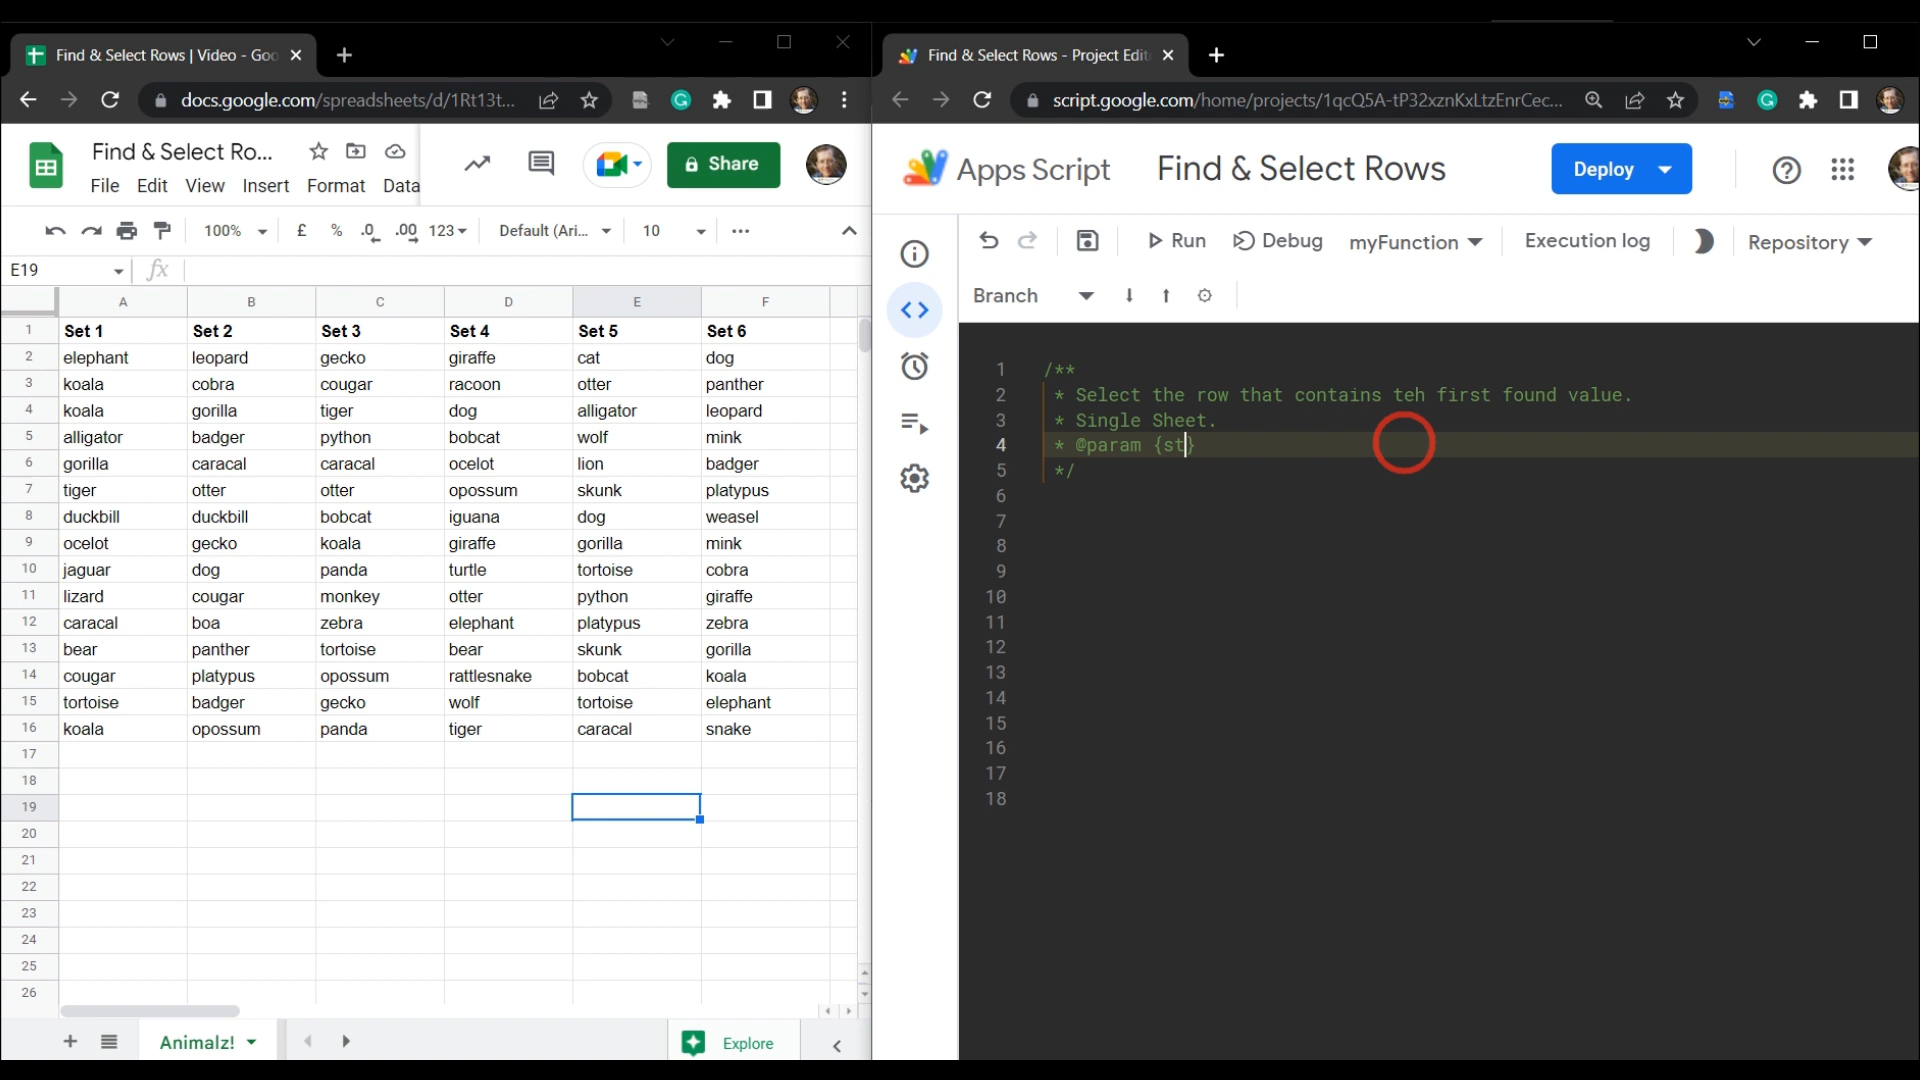 Find & Select Rows | Video - Goo
docs.google.com/spreadsheets/d/1Rt13t...
Find & Select Ro...
Share
File Edit View Insert Format Data
100% £ % .0 .00 123 Default (Ari... 10
E19 fx
A B C D E F
1 Set 1 Set 2 Set 3 Set 4 Set 5 Set 6
2 elephant leopard gecko giraffe cat dog
3 koala cobra cougar racoon otter panther
4 koala gorilla tiger dog alligator leopard
5 alligator badger python bobcat wolf mink
6 gorilla caracal caracal ocelot lion badger
7 tiger otter otter opossum skunk platypus
8 duckbill duckbill bobcat iguana dog weasel
9 ocelot gecko koala giraffe gorilla mink
10 jaguar dog panda turtle tortoise cobra
11 lizard cougar monkey otter python giraffe
12 caracal boa zebra elephant platypus zebra
13 bear panther tortoise bear skunk gorilla
14 cougar platypus opossum rattlesnake bobcat koala
15 tortoise badger gecko wolf tortoise elephant
16 koala opossum panda tiger caracal snake
17
18
19
20
21
22
23
24
25
26
Animalz! Explore
Find & Select Rows - Project Edit
script.google.com/home/projects/1qcQ5A-tP32xznKxLtzEnrCec...
Apps Script Find & Select Rows Deploy
Run Debug myFunction Execution log Repository
Branch
1 /**
2 * Select the row that contains teh first found value.
3 * Single Sheet.
4 * @param {st}
5 */
6
7
8
9
10
11
12
13
14
15
16
17
18